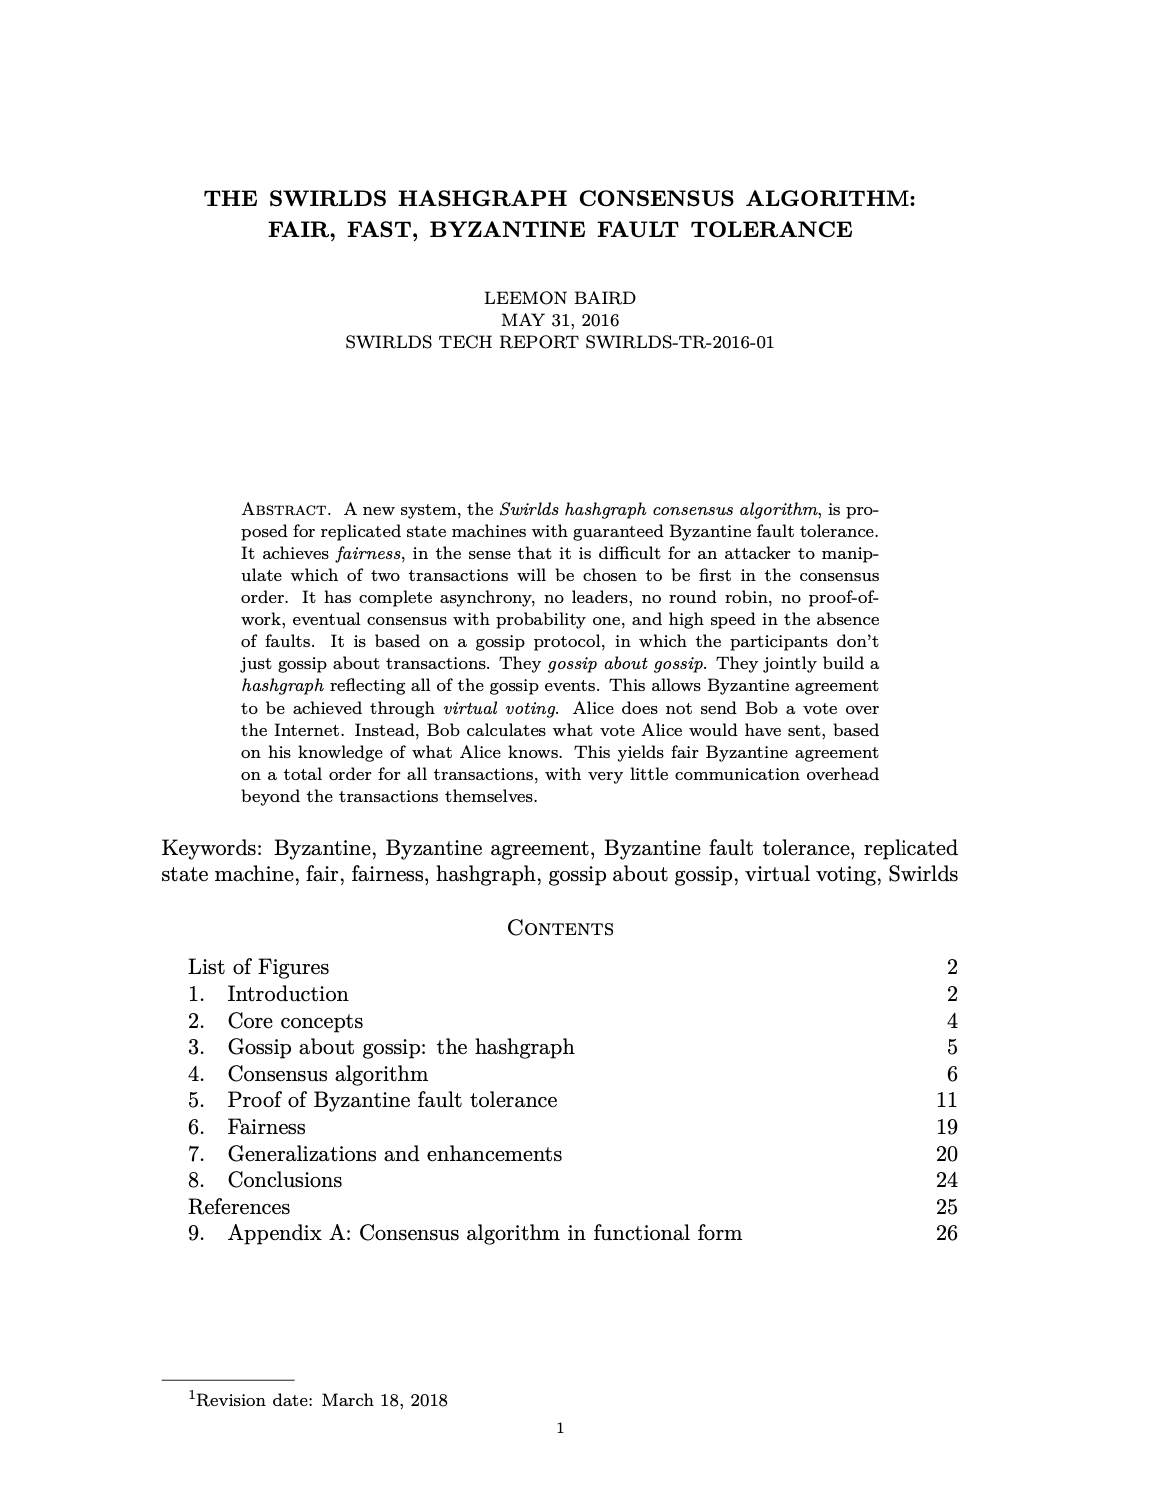 THE SWIRLDS HASHGRAPH CONSENSUS ALGORITHM:
FAIR, FAST, BYZANTINE FAULT TOLERANCE
LEEMON BAIRD
MAY 31, 2016
SWIRLDS TECH REPORT SWIRLDS-TR-2016-01
Abstract. A new system, the Swirlds hashgraph consensus algorithm, is pro-
posed for replicated state machines with guaranteed Byzantine fault tolerance.
It achieves fairness, in the sense that it is difficult for an attacker to manip-
ulate which of two transactions will be chosen to be first in the consensus
order. It has complete asynchrony, no leaders, no round robin, no proof-of-
work, eventual consensus with probability one, and high speed in the absence
of faults. It is based on a gossip protocol, in which the participants don't
just gossip about transactions. They gossip about gossip. They jointly build a
hashgraph reflecting all of the gossip events. This allows Byzantine agreement
to be achieved through virtual voting. Alice does not send Bob a vote over
the Internet. Instead, Bob calculates what vote Alice would have sent, based
on his knowledge of what Alice knows. This yields fair Byzantine agreement
on a total order for all transactions, with very little communication overhead
beyond the transactions themselves.
Keywords: Byzantine, Byzantine agreement, Byzantine fault tolerance, replicated
state machine, fair, fairness, hashgraph, gossip about gossip, virtual voting, Swirlds
Contents
List of Figures 2
1. Introduction 2
2. Core concepts 4
3. Gossip about gossip: the hashgraph 5
4. Consensus algorithm 6
5. Proof of Byzantine fault tolerance 11
6. Fairness 19
7. Generalizations and enhancements 20
8. Conclusions 24
References 25
9. Appendix A: Consensus algorithm in functional form 26
1Revision date: March 18, 2018
1